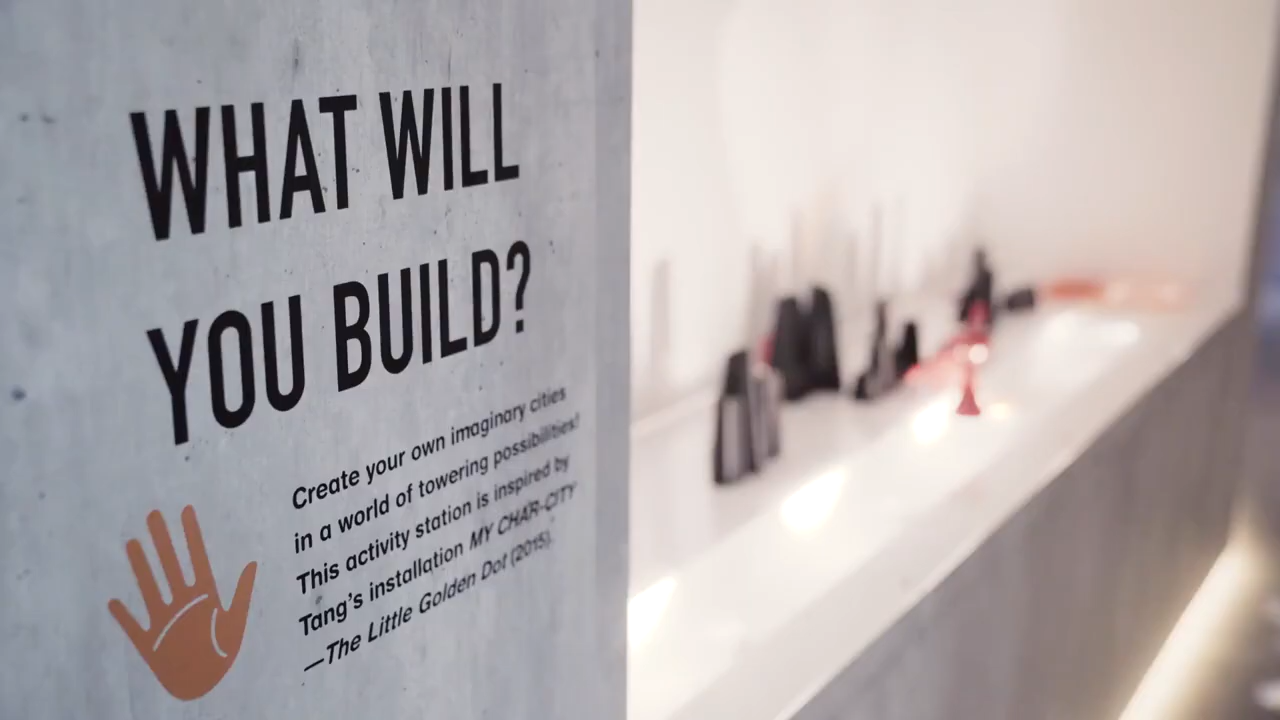 WHAT WILL
YOU BUILD?
Create your own imaginary cities
in a world of towering possibilities!
This activity station is inspired by
Tang's installation MY CHAR-CITY
—The Little Golden Dot (2015).